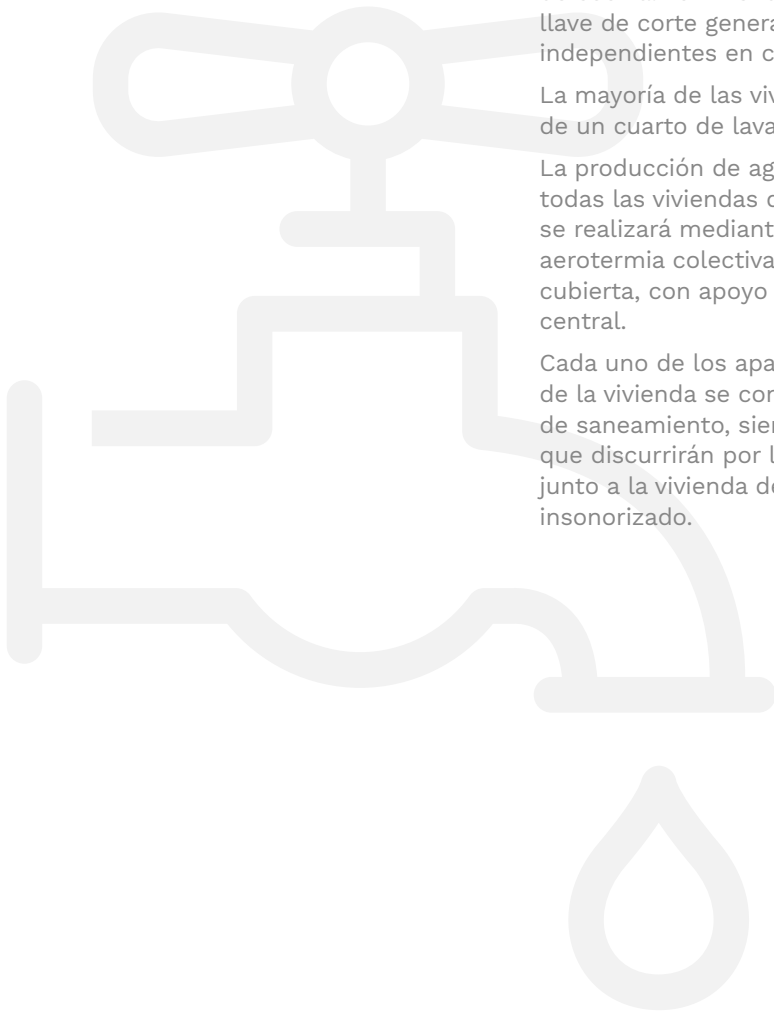 llave de corte genera
independientes en c
La mayoría de las viv
de un cuarto de lava
La producción de ag
todas las viviendas
se realizará mediant
aerotermia colectiva
cubierta, con apoyo
central.
Cada uno de los apa
de la vivienda se cor
de saneamiento, sie
que discurrirán por l
junto a la vivienda de
insonorizado.